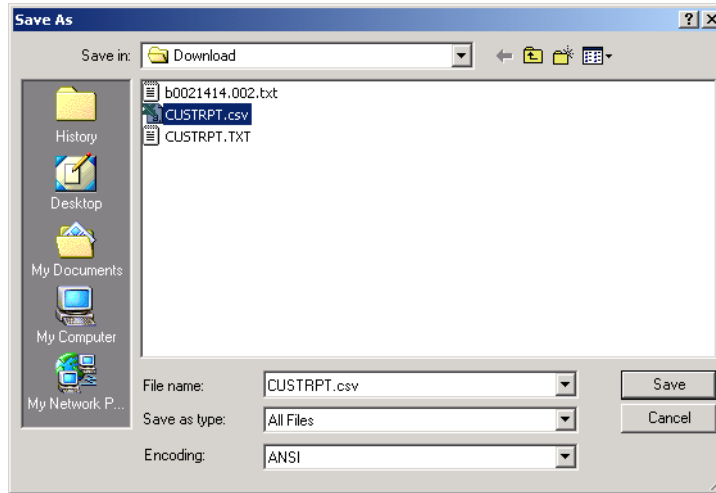 Save As
Save in: Download
b0021414.002.txt
CUSTRPT.csv
CUSTRPT.TXT
History
Desktop
My Documents
My Computer
My Network P...
File name: CUSTRPT.csv Save
Save as type: All Files Cancel
Encoding: ANSI